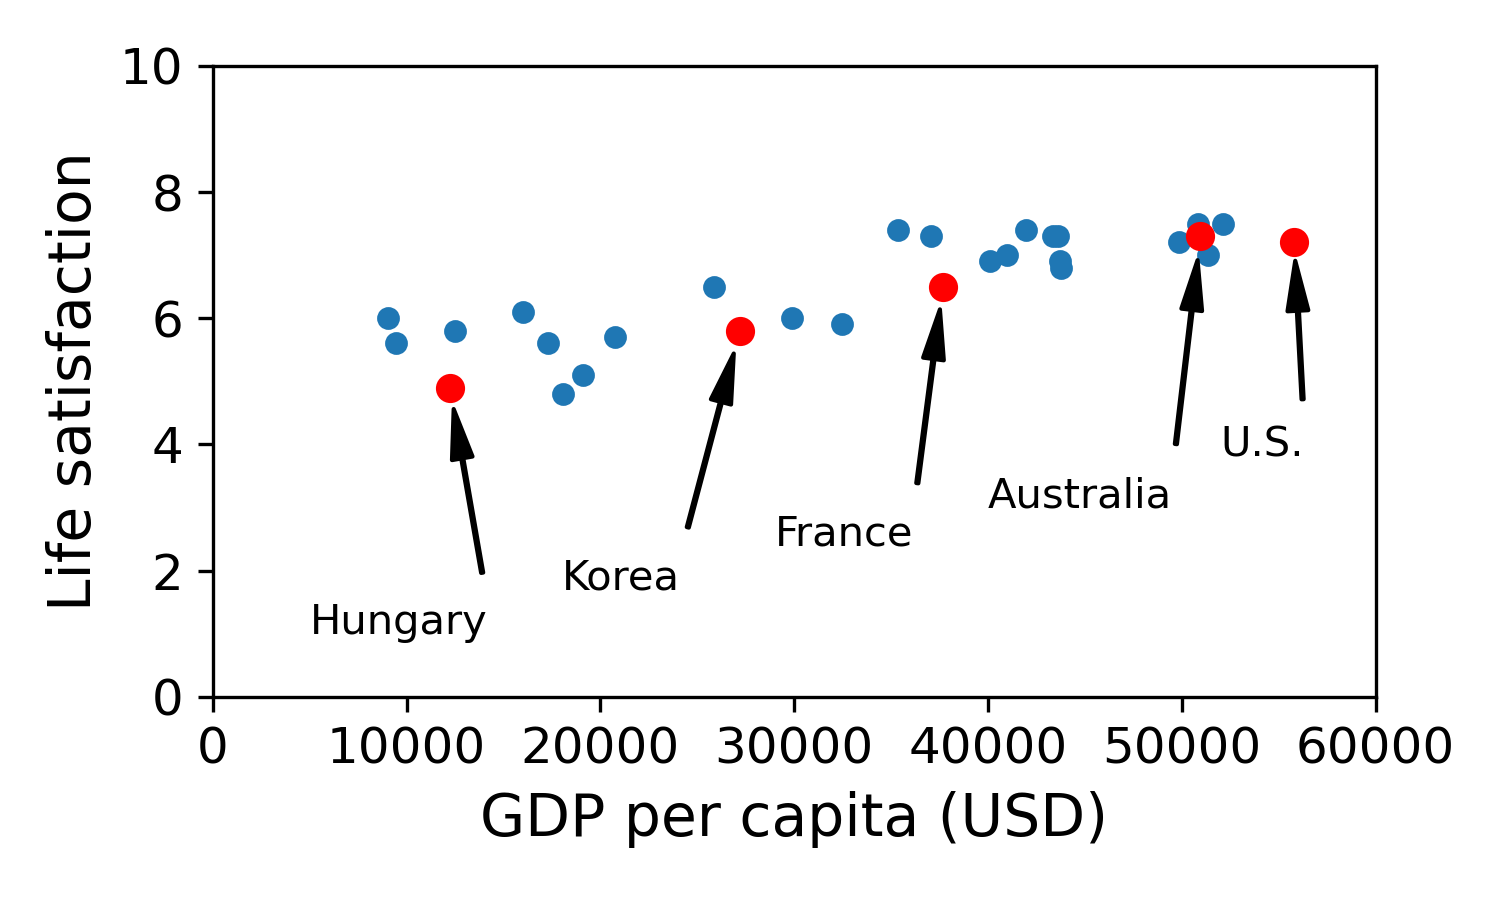 10
8
6
4
2
0
Life satisfaction
Hungary
Korea
France
Australia
U.S.
0 10000 20000 30000 40000 50000 60000
GDP per capita (USD)